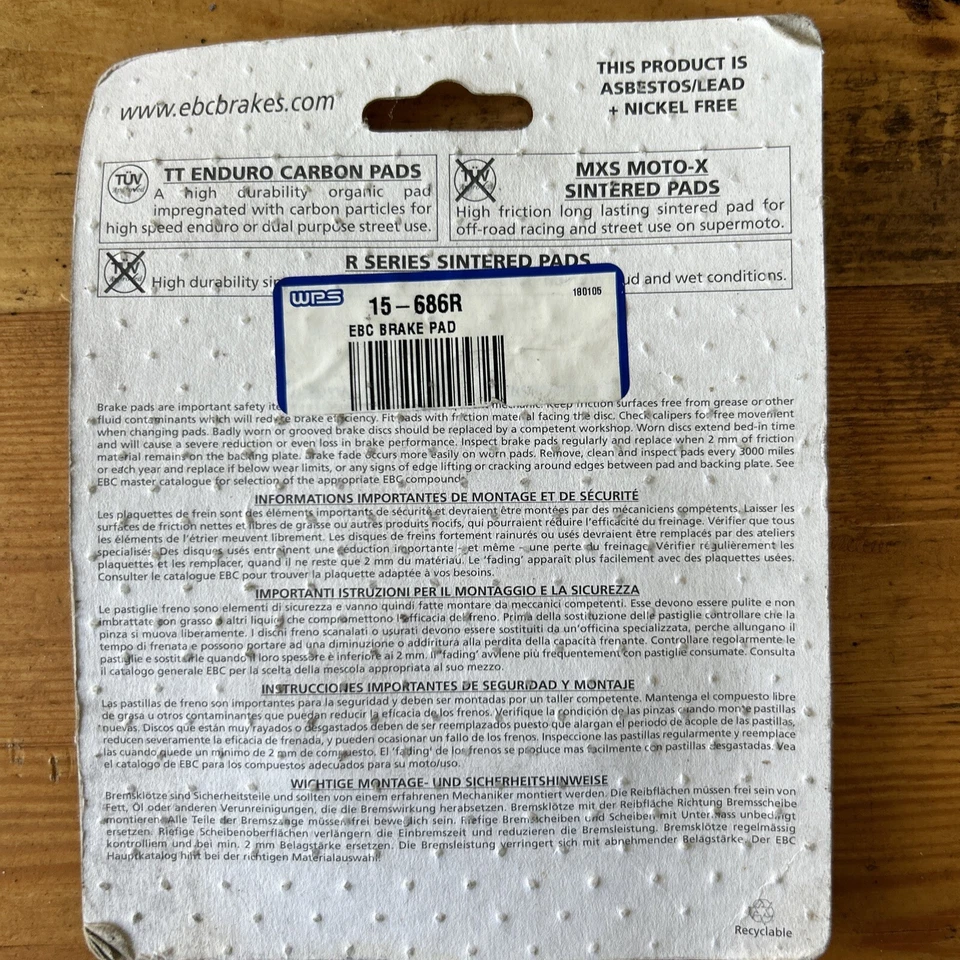 www.ebcbrakes.com
THIS PRODUCT IS
ASBESTOS/LEAD
+ NICKEL FREE
TÜV
TT ENDURO CARBON PADS
A high durability organic pad
impregnated with carbon particles for
high speed enduro or dual purpose street use.
TÜV
MXS MOTO-X
SINTERED PADS
High friction long lasting sintered pad for
off-road racing and street use on supermoto.
TÜV
R SERIES SINTERED PADS
High durability sin
ud and wet conditions.
WPS
15-686R
180105
EBC BRAKE PAD
Brake pads are important safety ite mechanic. Keep friction surfaces free from grease or other
fluid contaminants which will reduce brake efficiency. Fit pads with friction material facing the disc. Check calipers for free movement
when changing pads. Badly worn or grooved brake discs should be replaced by a competent workshop. Worn discs extend bed-in time
and will cause a severe reduction or even loss in brake performance. Inspect brake pads regularly and replace when 2 mm of friction
material remains on the backing plate. Brake fade occurs more easily on worn pads. Remove, clean and inspect pads every 3000 miles
or each year and replace if below wear limits, or any signs of edge lifting or cracking around edges between pad and backing plate. See
EBC master catalogue for selection of the appropriate EBC compound.
INFORMATIONS IMPORTANTES DE MONTAGE ET DE SÉCURITÉ
Les plaquettes de frein sont des éléments importants de sécurité et devraient être montées par des mécaniciens compétents. Laisser les
surfaces de friction nettes et libres de graisse ou autres produits nocifs, qui pourraient réduire l'efficacité du freinage. Vérifier que tous
les éléments de l'étrier meuvent librement. Les disques de freins fortement rainurés ou usés devraient être remplacés par des ateliers
spécialisés. Des disques usés entraînent une réduction importante - et même - une perte du freinage. Vérifier régulièrement les
plaquettes et les remplacer, quand il ne reste que 2 mm du matériau. Le 'fading' apparaît plus facilement avec des plaquettes usées.
Consulter le catalogue EBC pour trouver la plaquette adaptée à vos besoins.
IMPORTANTI ISTRUZIONI PER IL MONTAGGIO E LA SICUREZZA
Le pastiglie freno sono elementi di sicurezza e vanno quindi fatte montare da meccanici competenti. Esse devono essere pulite e non
imbrattate con grasso o altri liquidi che compromettono l'efficacia del freno. Prima della sostituzione delle pastiglie controllare che la
pinza si muova liberamente. I dischi freno scanalati o usurati devono essere sostituiti da un'officina specializzata, perche allungano il
tempo di frenata e possono portare ad una diminuzione o addiritura alla perdita della capacità frenante. Controllare regolarmente le
pastiglie e sostituirle quando il loro spessore è inferiore ai 2 mm. Il 'fading' avviene più frequentemente con pastiglie consumate. Consulta
il catalogo generale EBC per la scelta della mescola appropriata al suo mezzo.
INSTRUCCIONES IMPORTANTES DE SEGURIDAD Y MONTAJE
Las pastillas de freno son importantes para la seguridad y deben ser montadas por un taller competente. Mantenga el compuesto libre
de grasa u otros contaminantes que puedan reducir la eficacia de los frenos. Verifique la condición de las pinzas cuando monte pastillas
nuevas. Discos que están muy rayados o desgastados deben de ser reemplazados puesto que alargan el periodo de acople de las pastillas,
reducen severamente la eficacia de frenada, y pueden ocasionar un fallo de los frenos. Inspeccione las pastillas regularmente y reemplace
las cuando quede un minimo de 2 mm de compuesto. El 'fading' de los frenos se produce mas facilmente con pastillas desgastadas. Vea
el catalogo de EBC para los compuestos adecuados para su moto/uso.
WICHTIGE MONTAGE- UND SICHERHEITSHINWEISE
Bremsklötze sind Sicherheitsteile und sollten von einem erfahrenen Mechaniker montiert werden. Die Reibflächen müssen frei sein von
Fett, Öl oder anderen Verunreinigungen, die die Bremswirkung herabsetzen. Bremsklötze mit der Reibfläche Richtung Bremsscheibe
montieren. Alle Teile der Bremszange müssen frei beweglich sein. Riefige Bremsscheiben und Scheiben mit Untermass unbedingt
ersetzen. Riefige Scheibenoberflächen verlängern die Einbremszeit und reduzieren die Bremsleistung. Bremsklötze regelmässig
kontrolliern und bei min. 2 mm Belagstärke ersetzen. Die Bremsleistung verringert sich mit abnehmender Belagstärke. Der EBC
Hauptkatalog hilft bei der richtigen Materialauswahl!
Recyclable